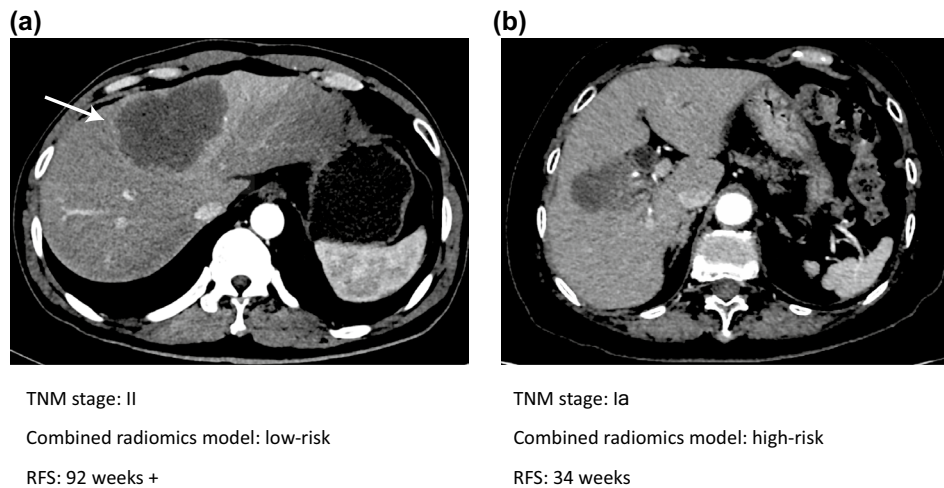 (a)
(b)
TNM stage: II
Combined radiomics model: low-risk
RFS: 92 weeks +
TNM stage: Ia
Combined radiomics model: high-risk
RFS: 34 weeks